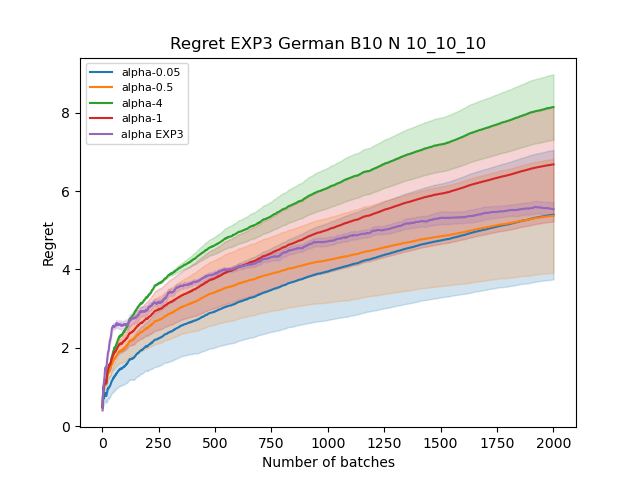 Regret EXP3 German B10 N 10_10_10
alpha-0.05
alpha-0.5
alpha-4
alpha-1
alpha EXP3
Regret
8
6
4
2
0
0 250 500 750 1000 1250 1500 1750 2000
Number of batches